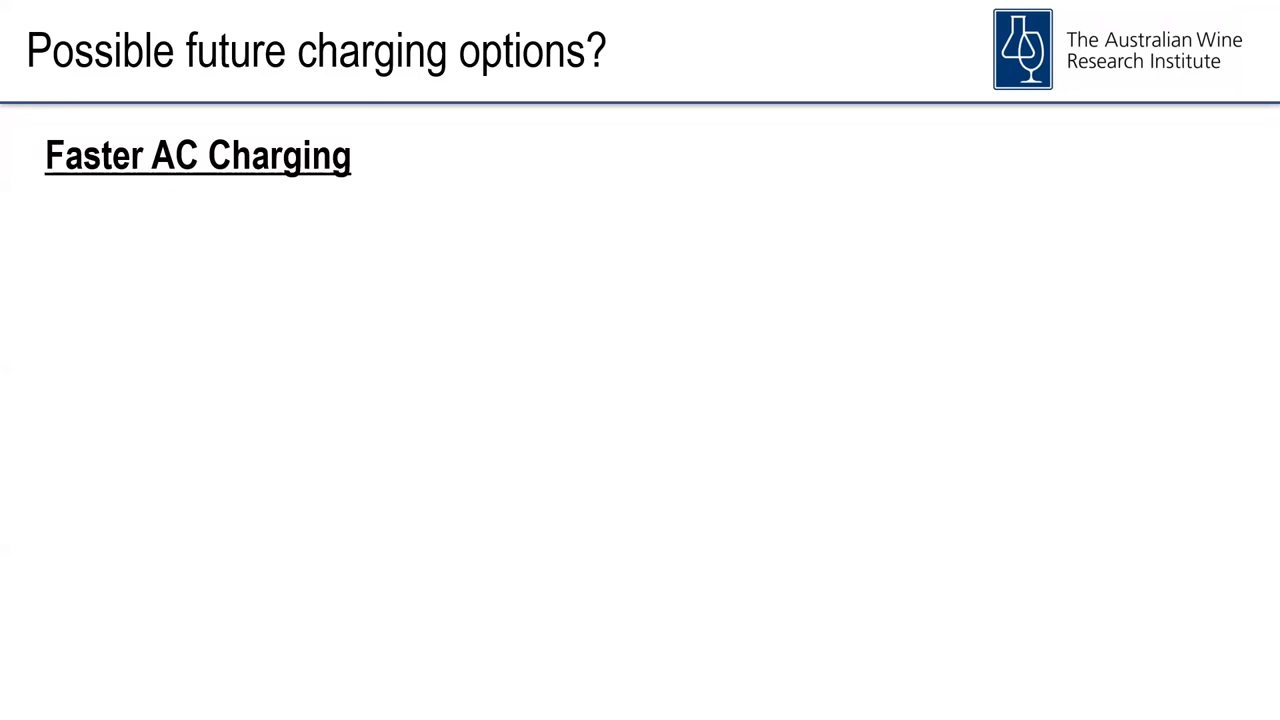 Possible future charging options?
The Australian Wine
Research Institute
Faster AC Charging